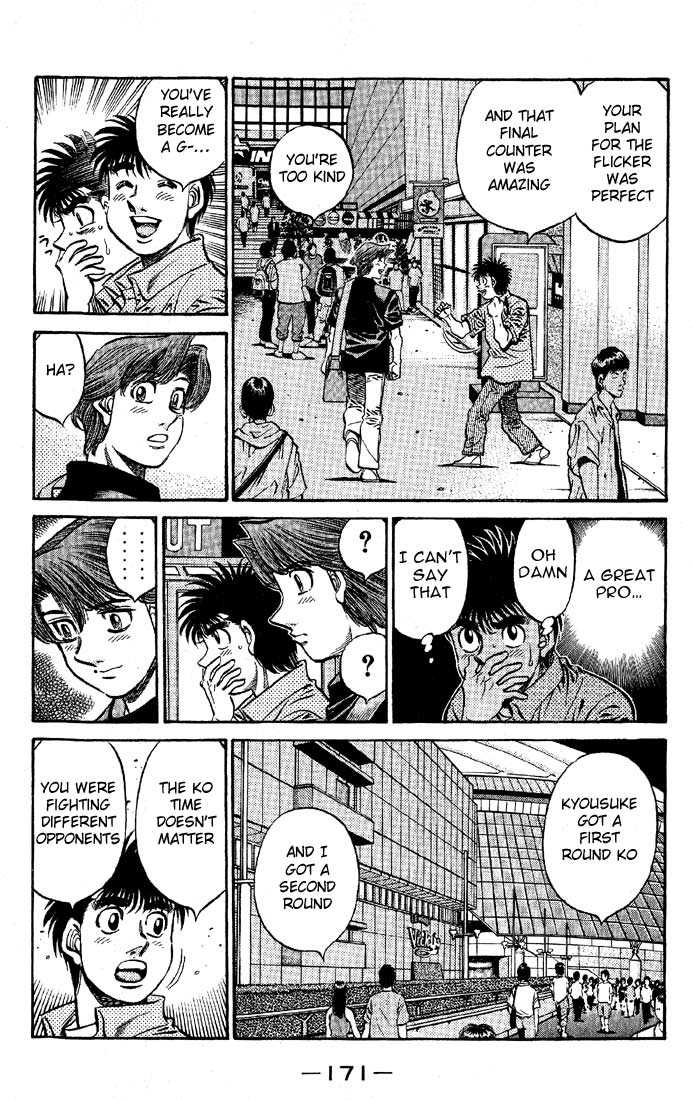 YOUR
PLAN
FOR THE
FLICKER
WAS
PERFECT
AND THAT
FINAL
COUNTER
WAS
AMAZING
YOU'RE
TOO KIND
YOU'VE
REALLY
BECOME
A G-...
HA?
A GREAT
PRO...
OH
DAMN
I CAN'T
SAY
THAT
?
?
UT
......
KYOUSUKE
GOT A
FIRST
ROUND KO
AND I
GOT A
SECOND
ROUND
THE KO
TIME
DOESN'T
MATTER
YOU WERE
FIGHTING
DIFFERENT
OPPONENTS
—171—